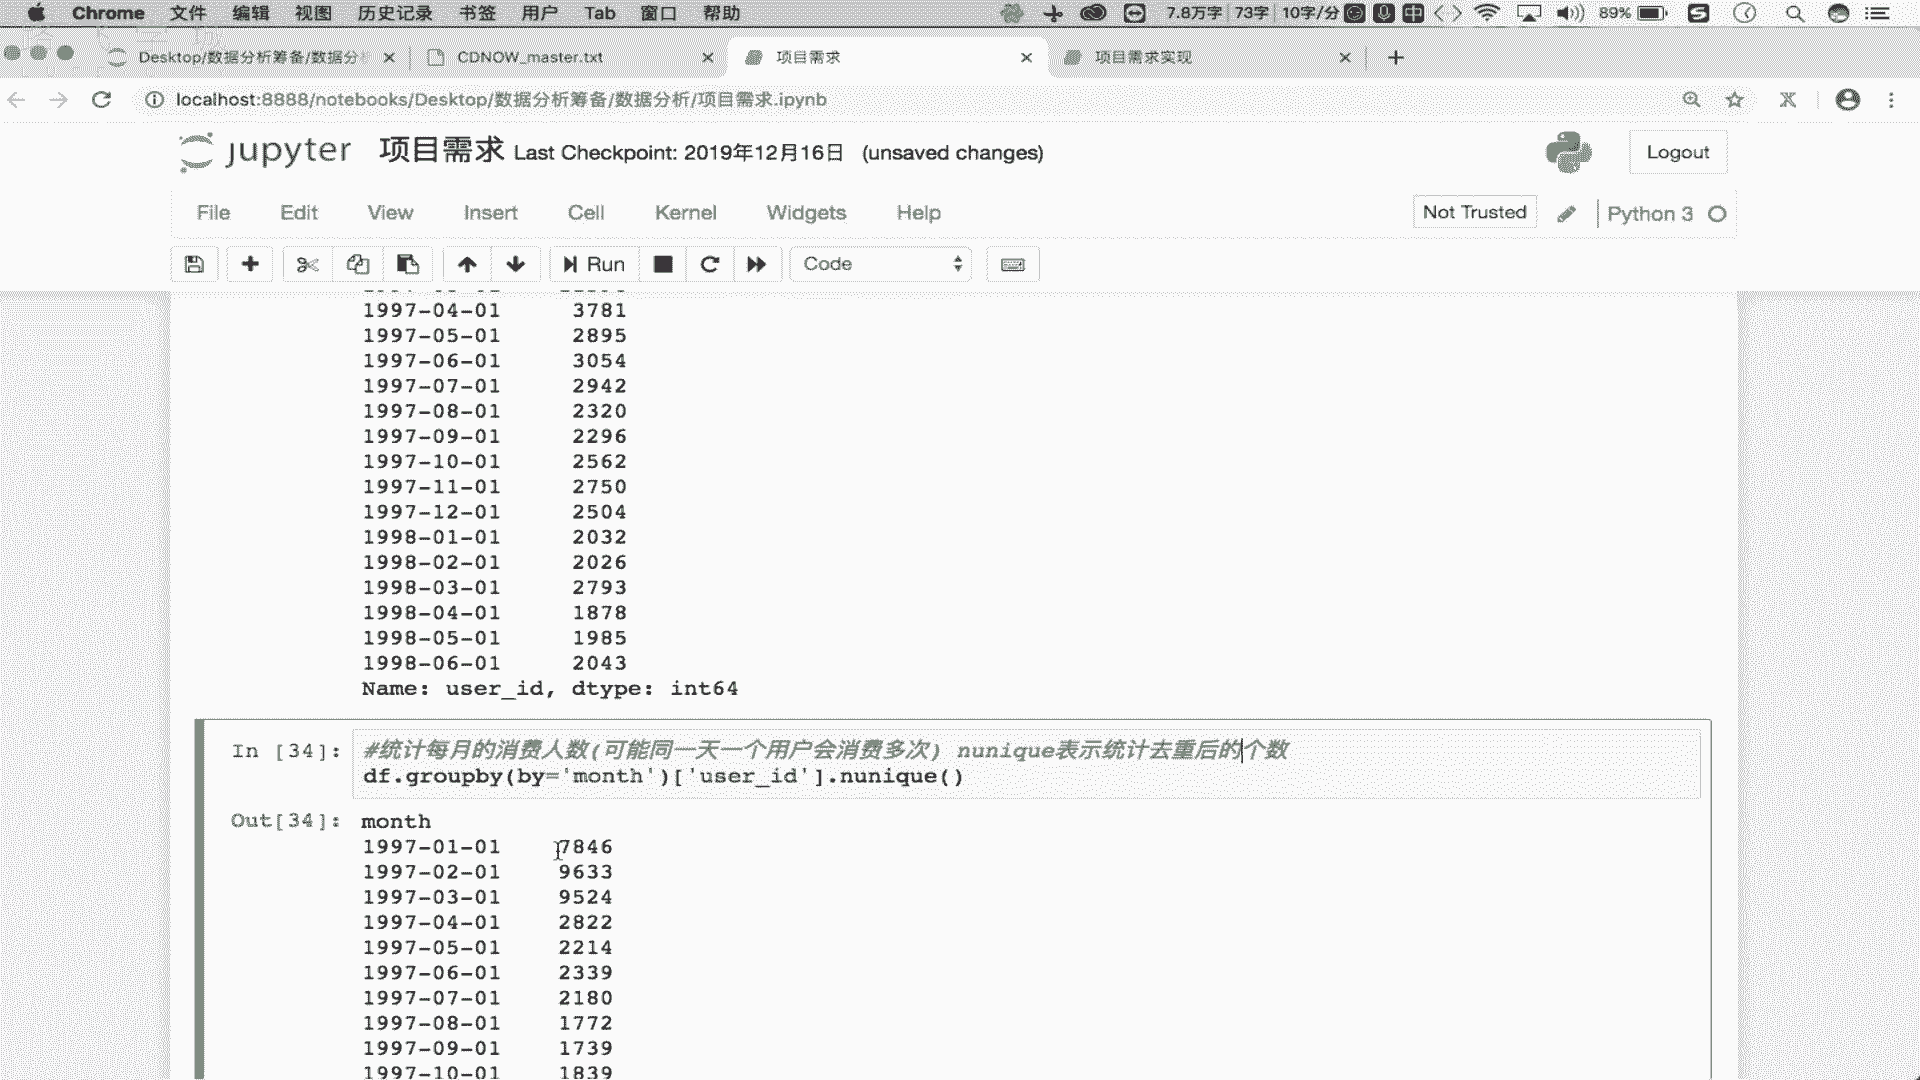 Chrome 文件 编辑 视图 历史记录 书签 用户 Tab 窗口 帮助 7.8万字 73字 10字/分 中 89%
Desktop/数据分析筹备/数据分 CDNOW_master.txt 项目需求 项目需求实现
localhost:8888/notebooks/Desktop/数据分析筹备/数据分析/项目需求.ipynb
jupyter 项目需求 Last Checkpoint: 2019年12月16日 (unsaved changes) Logout
File Edit View Insert Cell Kernel Widgets Help Not Trusted Python 3
Run Code
1997-04-01 3781
1997-05-01 2895
1997-06-01 3054
1997-07-01 2942
1997-08-01 2320
1997-09-01 2296
1997-10-01 2562
1997-11-01 2750
1997-12-01 2504
1998-01-01 2032
1998-02-01 2026
1998-03-01 2793
1998-04-01 1878
1998-05-01 1985
1998-06-01 2043
Name: user_id, dtype: int64
In [34]: #统计每月的消费人数(可能同一天一个用户会消费多次) nunique表示统计去重后的个数
df.groupby(by='month')['user_id'].nunique()
Out[34]: month
1997-01-01 7846
1997-02-01 9633
1997-03-01 9524
1997-04-01 2822
1997-05-01 2214
1997-06-01 2339
1997-07-01 2180
1997-08-01 1772
1997-09-01 1739
1997-10-01 1839